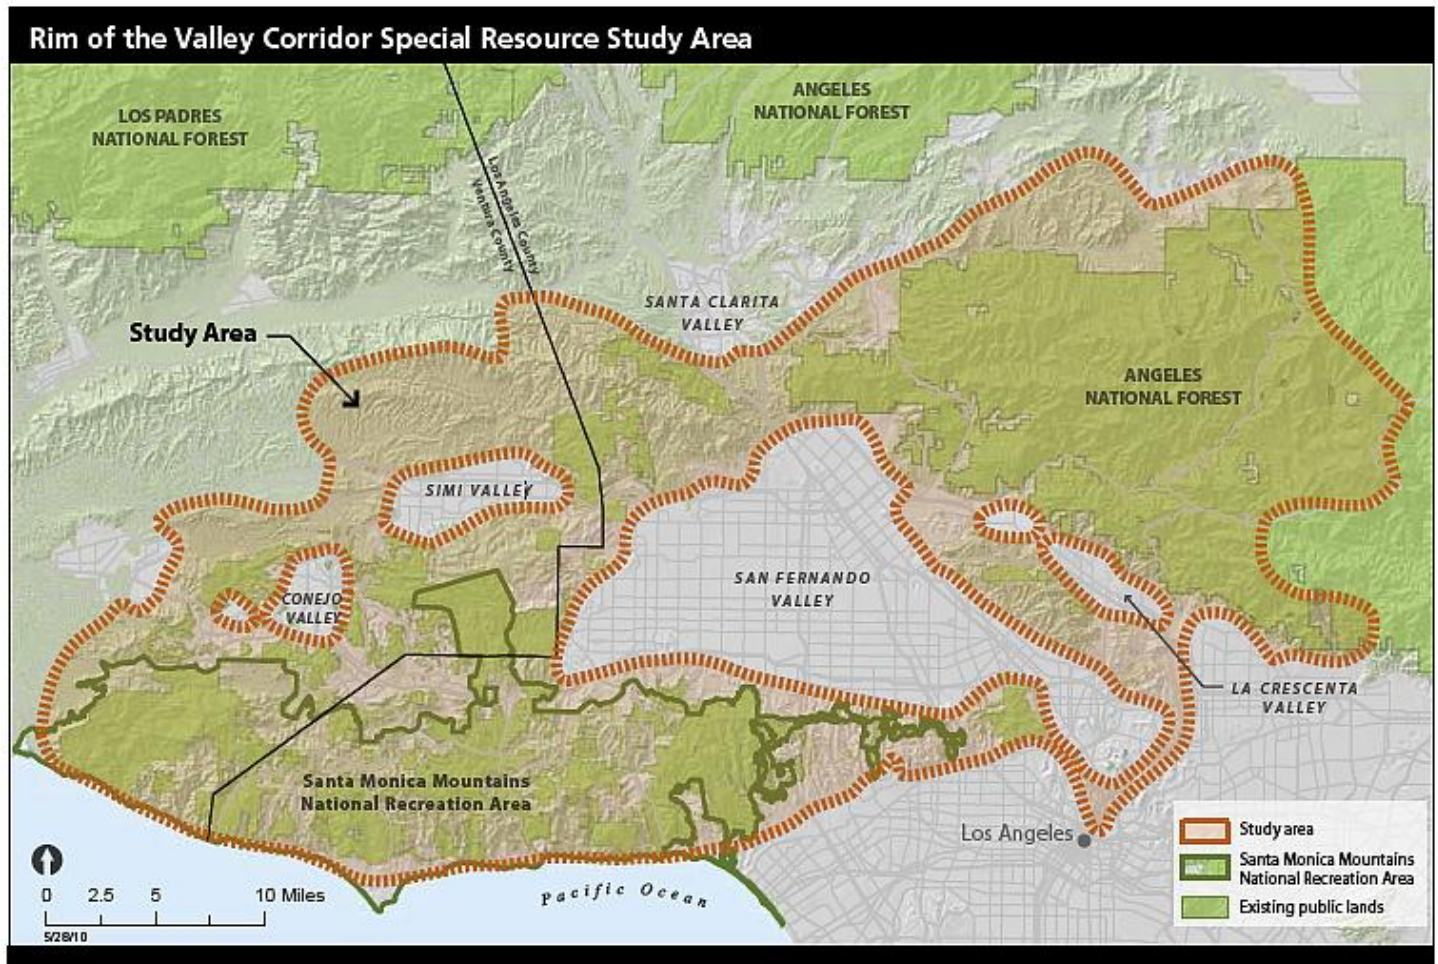 Rim of the Valley Corridor Special Resource Study Area
LOS PADRES
NATIONAL FOREST
ANGELES
NATIONAL FOREST
Los Angeles County
Ventura County
SANTA CLARITA
VALLEY
Study Area
ANGELES
NATIONAL FOREST
SIMI VALLEY
SAN FERNANDO
VALLEY
CONEJO
VALLEY
LA CRESCENTA
VALLEY
Santa Monica Mountains
National Recreation Area
Los Angeles
Pacific Ocean
0 2.5 5 10 Miles
5/28/10
Study area
Santa Monica Mountains
National Recreation Area
Existing public lands